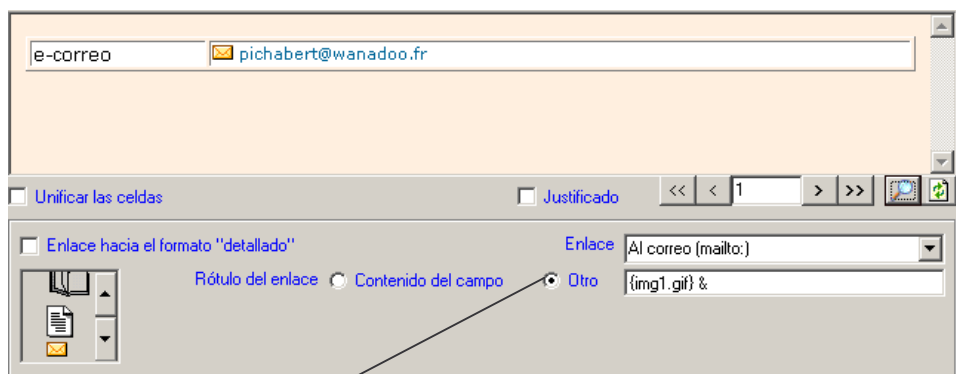 e-correo pichabert@wanadoo.fr
Unificar las celdas Justificado << < 1 > >>
Enlace hacia el formato "detallado" Enlace Al correo (mailto:)
Rótulo del enlace Contenido del campo Otro {img1.gif} &